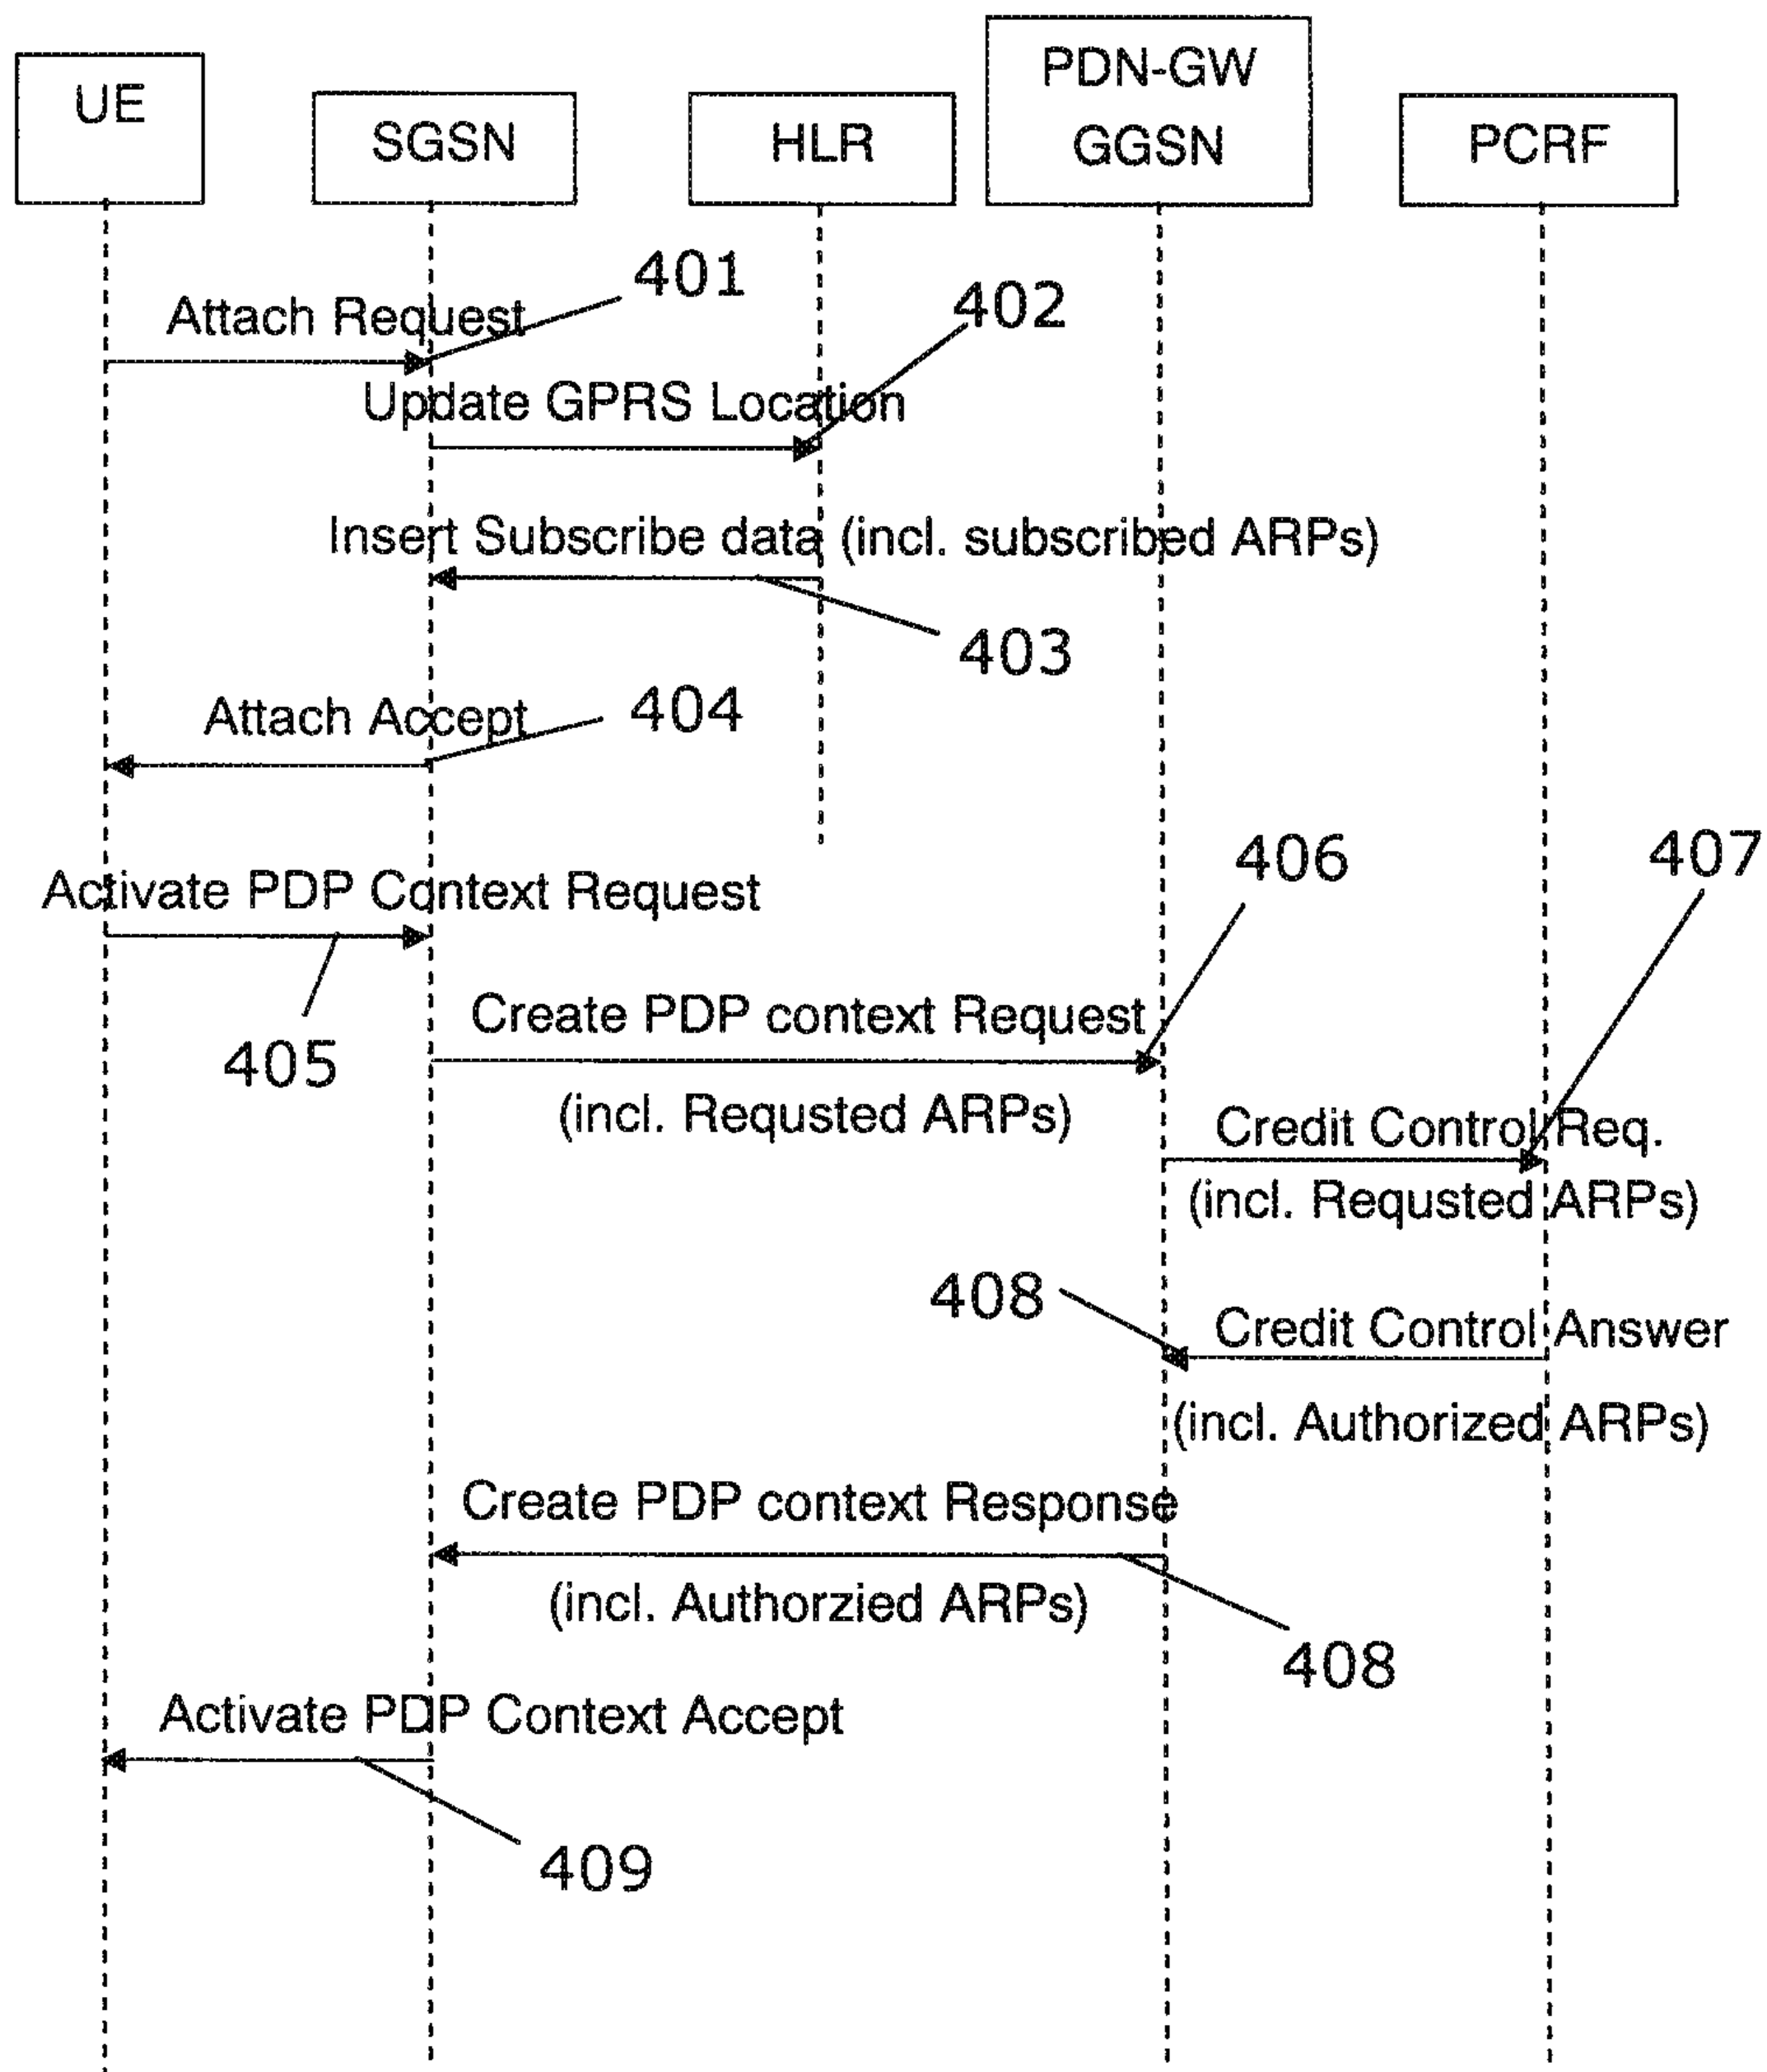 UE
SGSN
HLR
PDN-GW
GGSN
PCRF
401
Attach Request
402
Update GPRS Location
Insert Subscribe data (incl. subscribed ARPs)
403
Attach Accept
404
Activate PDP Context Request
405
406
407
Create PDP context Request
(incl. Requsted ARPs)
Credit Control Req.
(incl. Requsted ARPs)
408
Credit Control Answer
(incl. Authorized ARPs)
Create PDP context Response
(incl. Authorzied ARPs)
408
Activate PDP Context Accept
409